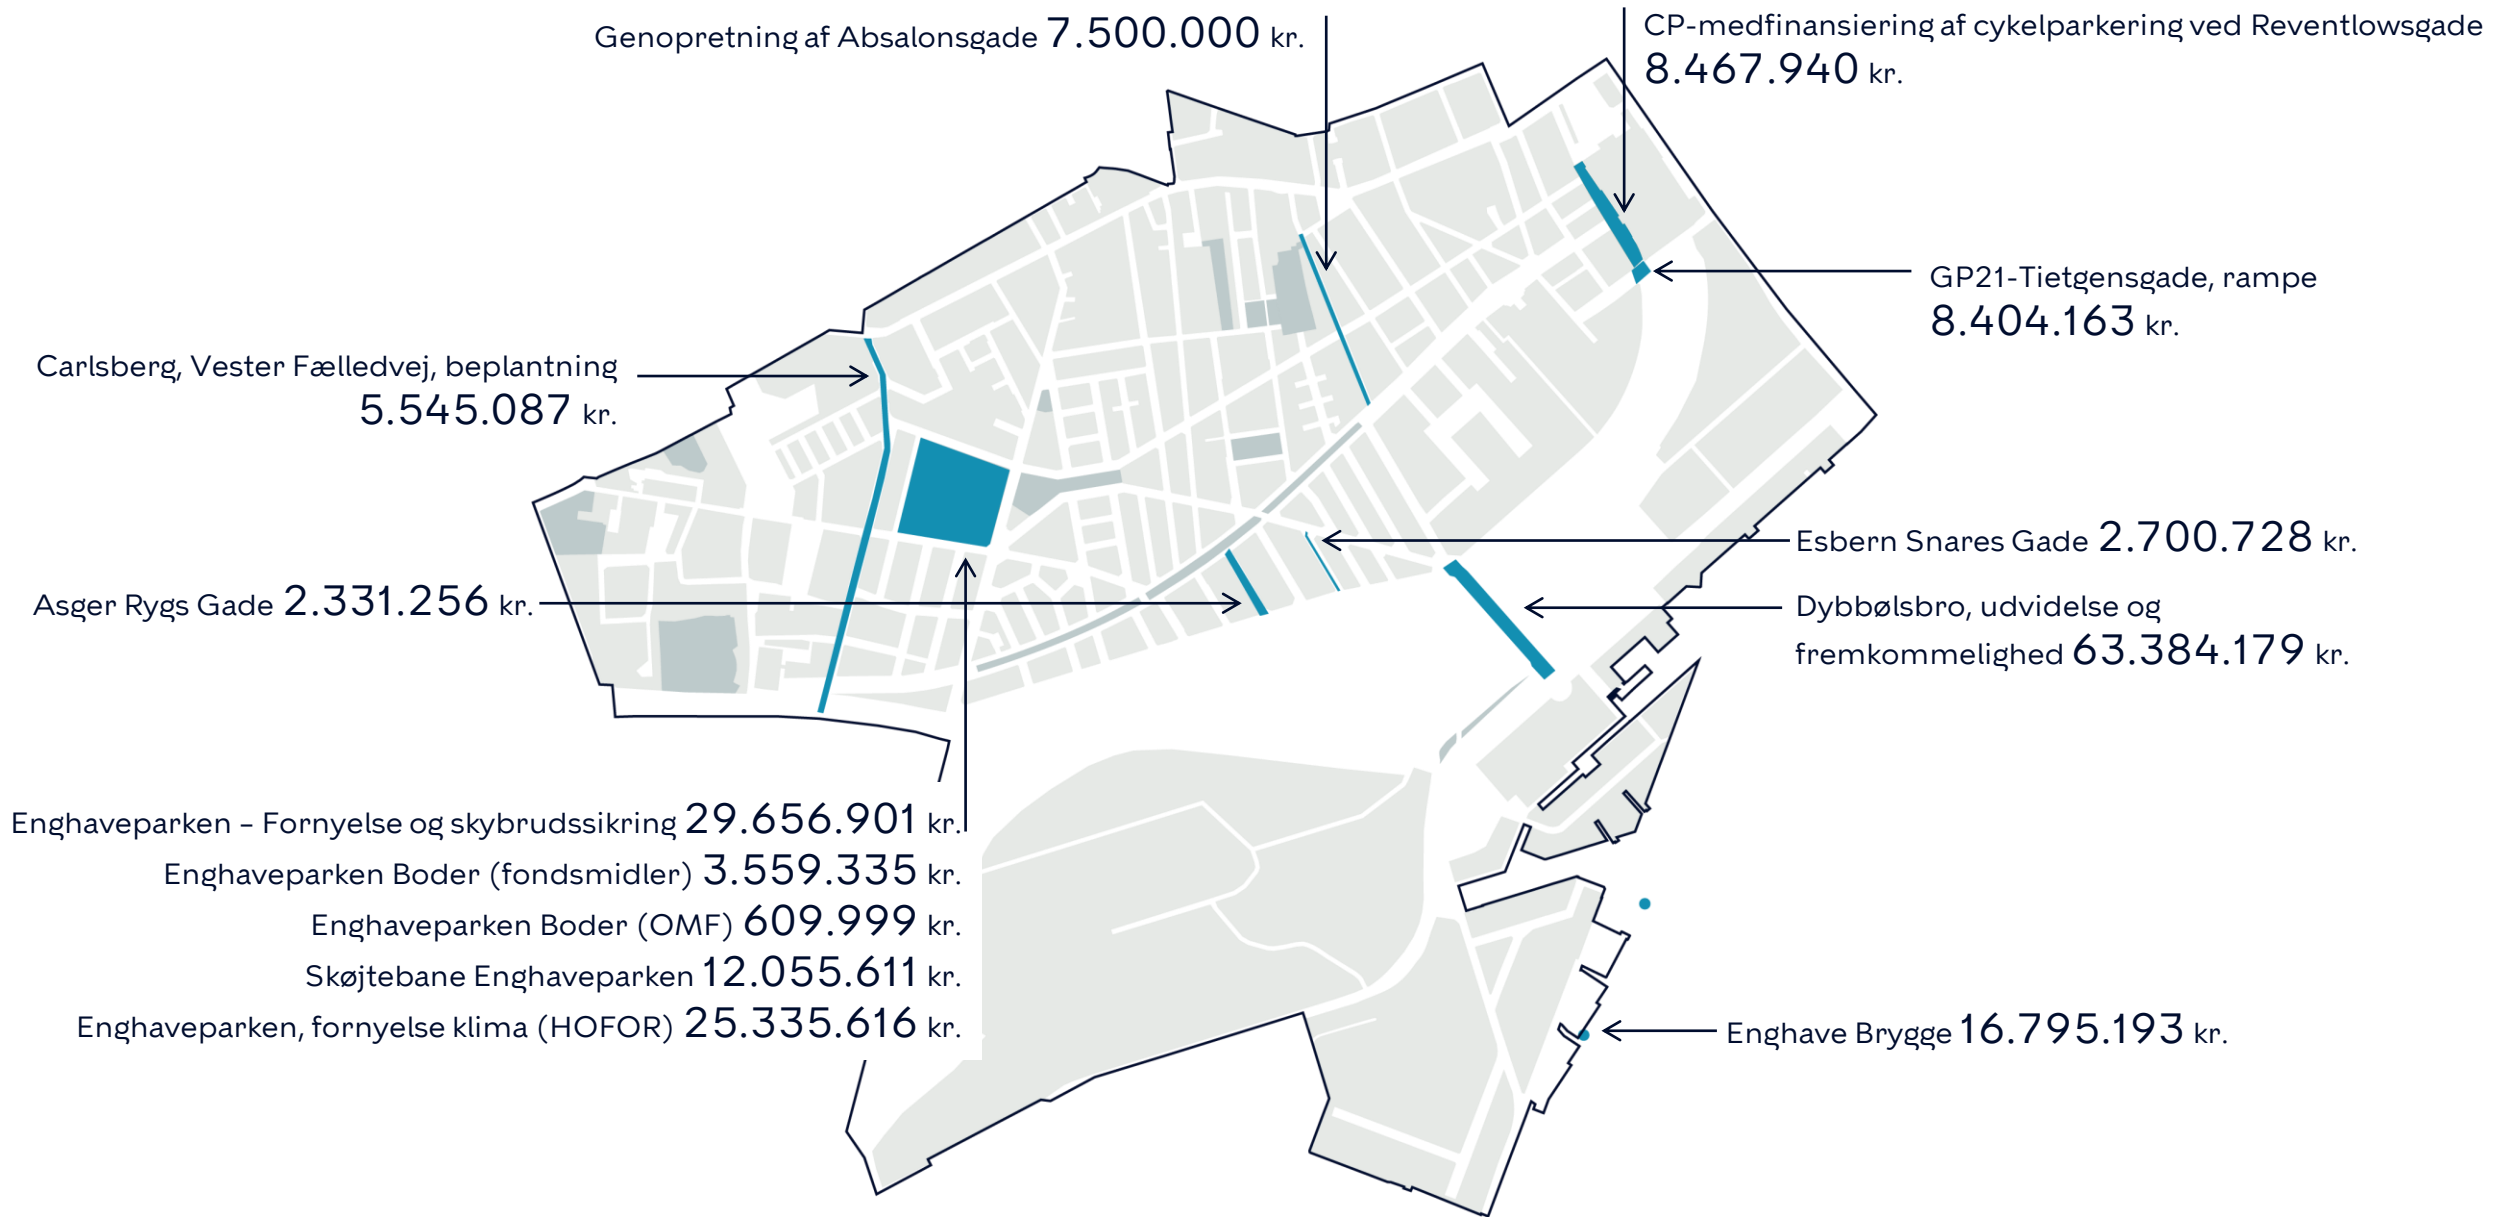 Genopretning af Absalonsgade 7.500.000 kr.
CP-medfinansiering af cykelparkering ved Reventlowsgade
8.467.940 kr.
GP21-Tietgensgade, rampe
8.404.163 kr.
Carlsberg, Vester Fælledvej, beplantning
5.545.087 kr.
Esbern Snares Gade 2.700.728 kr.
Asger Rygs Gade 2.331.256 kr.
Dybbølsbro, udvidelse og
fremkommelighed 63.384.179 kr.
Enghaveparken – Fornyelse og skybrudssikring 29.656.901 kr.
Enghaveparken Boder (fondsmidler) 3.559.335 kr.
Enghaveparken Boder (OMF) 609.999 kr.
Skøjtebane Enghaveparken 12.055.611 kr.
Enghaveparken, fornyelse klima (HOFOR) 25.335.616 kr.
Enghave Brygge 16.795.193 kr.